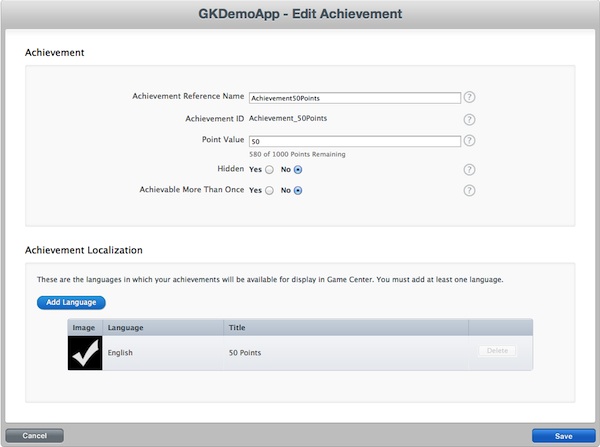 GKDemoApp - Edit Achievement
Achievement
Achievement Reference Name Achievement50Points ?
Achievement ID Achievement_50Points ?
Point Value 50 ?
580 of 1000 Points Remaining
Hidden Yes No ?
Achievable More Than Once Yes No ?
Achievement Localization
These are the languages in which your achievements will be available for display in Game Center. You must add at least one language.
Add Language
Image Language Title
English 50 Points Delete
Cancel Save